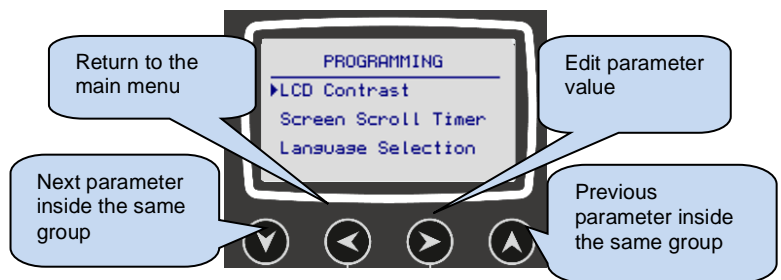 Return to the
main menu
PROGRAMMING
LCD Contrast
Screen Scroll Timer
Language Selection
Edit parameter
value
Next parameter
inside the same
group
Previous
parameter inside
the same group